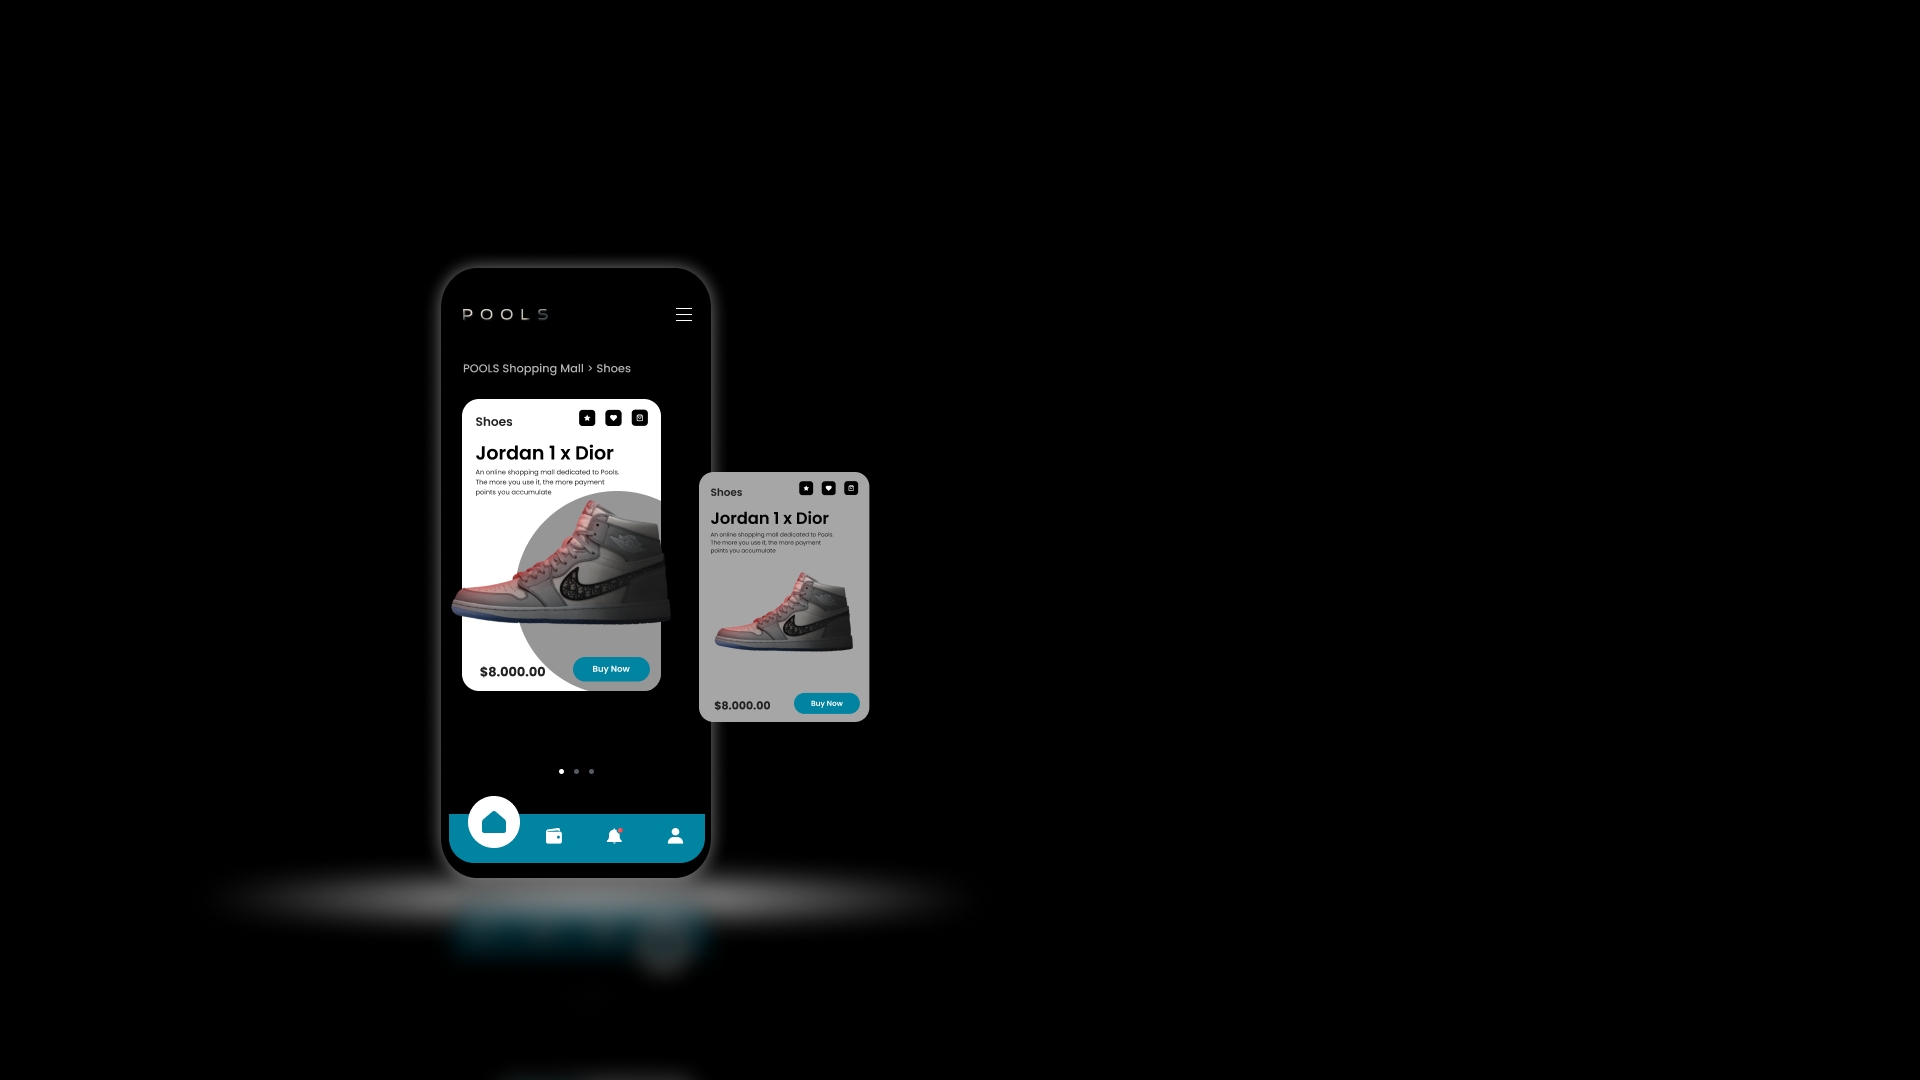 POOLS
POOLS Shopping Mall > Shoes
Shoes
Jordan 1 x Dior
An online shopping mall dedicated to Pools.
The more you use it, the more payment
points you accumulate
$8.000.00
Buy Now
Shoes
Jordan 1 x Dior
An online shopping mall dedicated to Pools.
The more you use it, the more payment
points you accumulate
$8.000.00
Buy Now